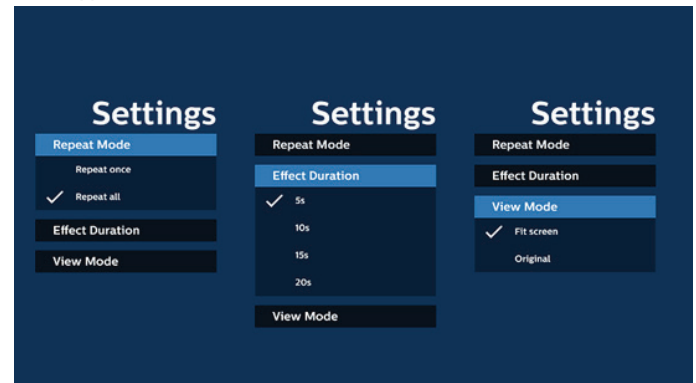 Settings
Repeat Mode
Repeat once
Repeat all
Effect Duration
View Mode
Settings
Repeat Mode
Effect Duration
5s
10s
15s
20s
View Mode
Settings
Repeat Mode
Effect Duration
View Mode
Fit screen
Original